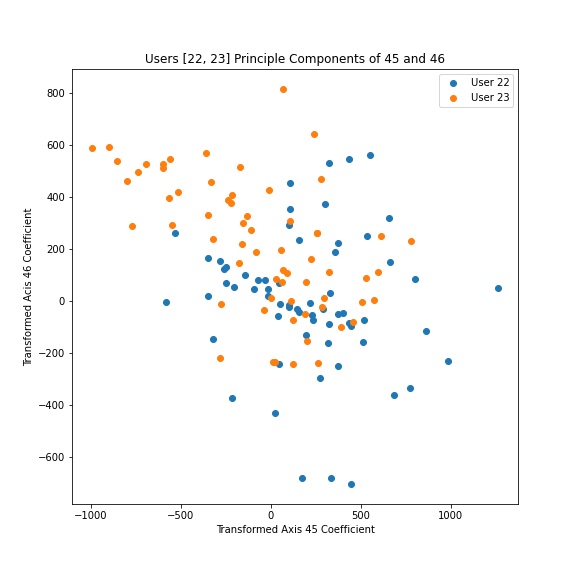 Users [22, 23] Principle Components of 45 and 46
User 22
User 23
800
600
400
200
0
−200
−400
−600
Transformed Acis 46 Coefficient
−1000
−500
0
500
1000
Transformed Axis 45 Coefficient